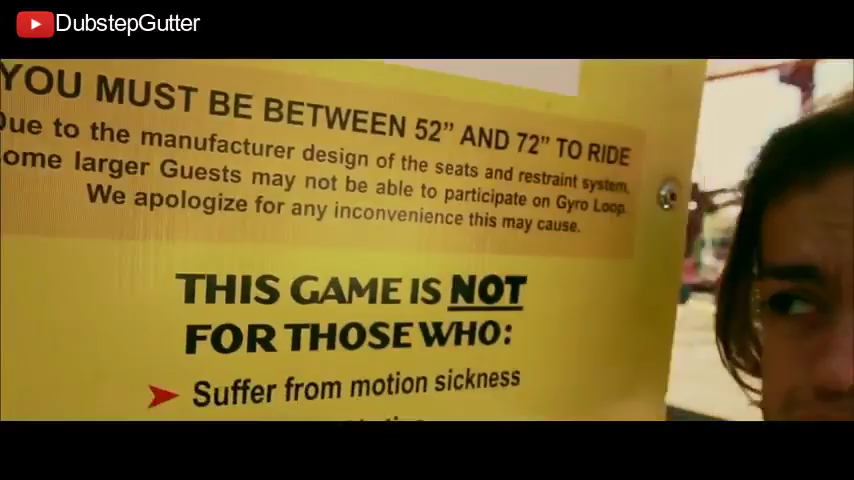 DubstepGutter
YOU MUST BE BETWEEN 52" AND 72" TO RIDE
Due to the manufacturer design of the seats and restraint system,
some larger Guests may not be able to participate on Gyro Loop.
We apologize for any inconvenience this may cause.
THIS GAME IS NOT
FOR THOSE WHO:
Suffer from motion sickness